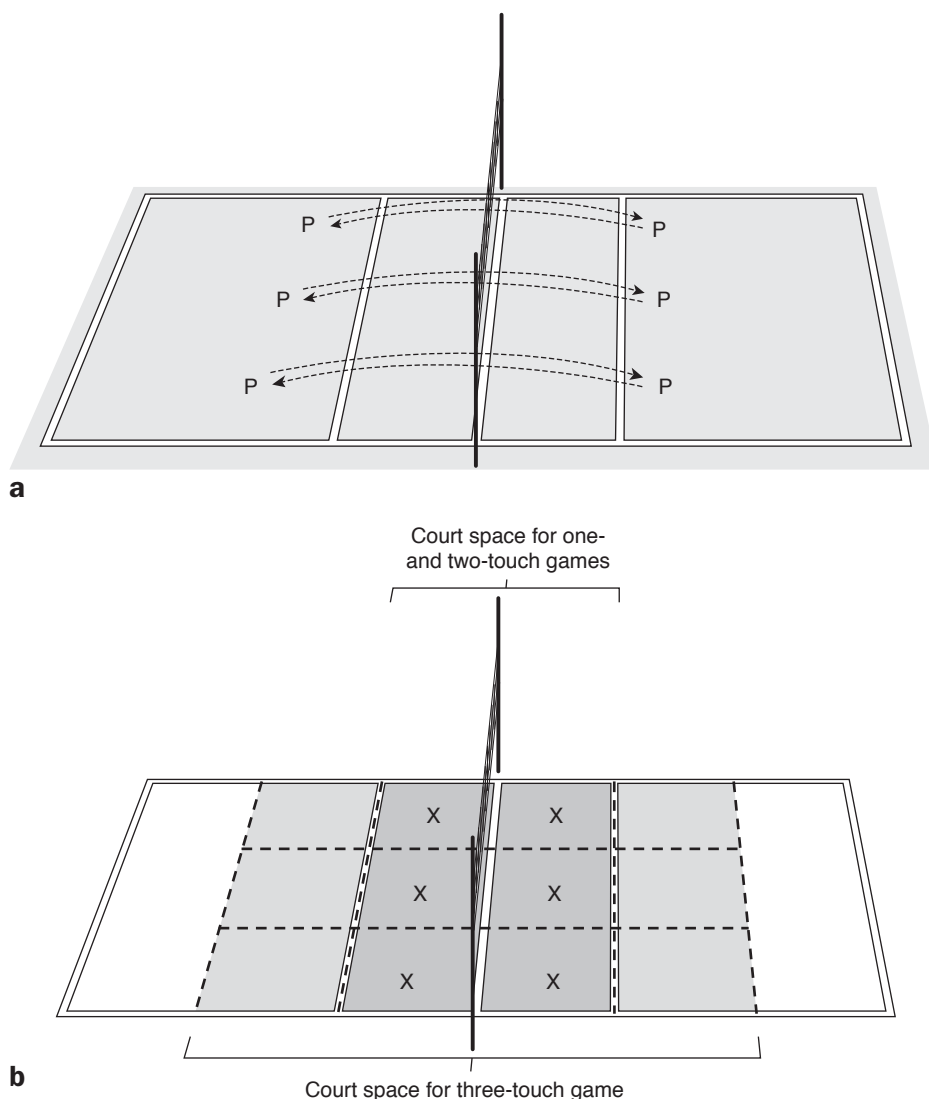 P
P
P
P
P
P
a
Court space for one-
and two-touch games
X
X
X
X
X
X
b
Court space for three-touch game